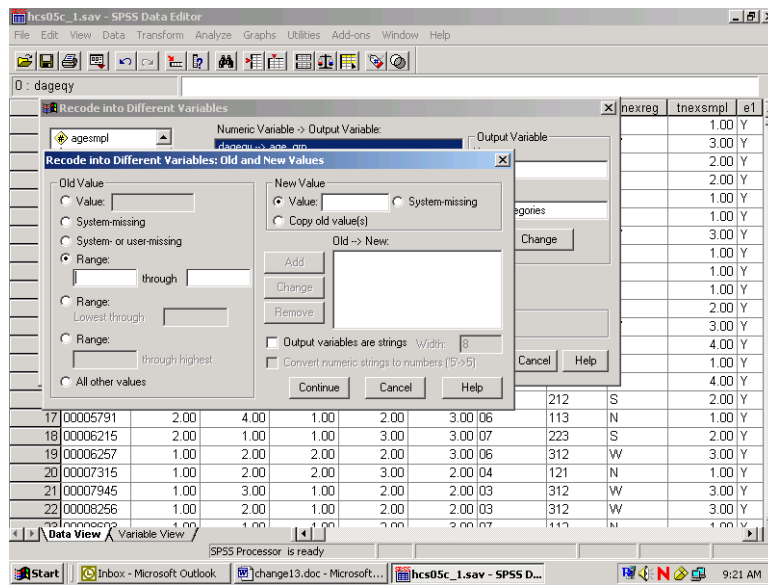 hcs05c_1.sav - SPSS Data Editor
File Edit View Data Transform Analyze Graphs Utilities Add-ons Window Help
0 : dageqy
Recode into Different Variables
nexreg tnexsmpl e1
agesmpl
Numeric Variable -> Output Variable:
Output Variable
Recode into Different Variables: Old and New Values
Old Value
Value:
System-missing
System- or user-missing
Range:
through
Range:
Lowest through
Range:
through highest
All other values
New Value
Value:
System-missing
Copy old value(s)
Old --> New:
Add
Change
Remove
Output variables are strings Width: 8
Convert numeric strings to numbers ('5'->5)
Continue Cancel Help
egories
Change
Cancel Help
1.00 Y
3.00 Y
2.00 Y
2.00 Y
1.00 Y
1.00 Y
3.00 Y
1.00 Y
1.00 Y
1.00 Y
2.00 Y
3.00 Y
4.00 Y
1.00 Y
4.00 Y
212 S 2.00 Y
17 00005791 2.00 4.00 1.00 2.00 3.00 06 113 N 1.00 Y
18 00006215 2.00 1.00 1.00 3.00 3.00 07 223 S 2.00 Y
19 00006257 1.00 2.00 2.00 2.00 3.00 06 312 W 3.00 Y
20 00007315 1.00 2.00 2.00 3.00 2.00 04 121 N 1.00 Y
21 00007945 1.00 3.00 1.00 2.00 2.00 03 312 W 3.00 Y
22 00008256 1.00 2.00 1.00 2.00 2.00 03 312 W 3.00 Y
Data View Variable View
SPSS Processor is ready
Start Inbox - Microsoft Outlook change13.doc - Microsoft... hcs05c_1.sav - SPSS D... 9:21 AM